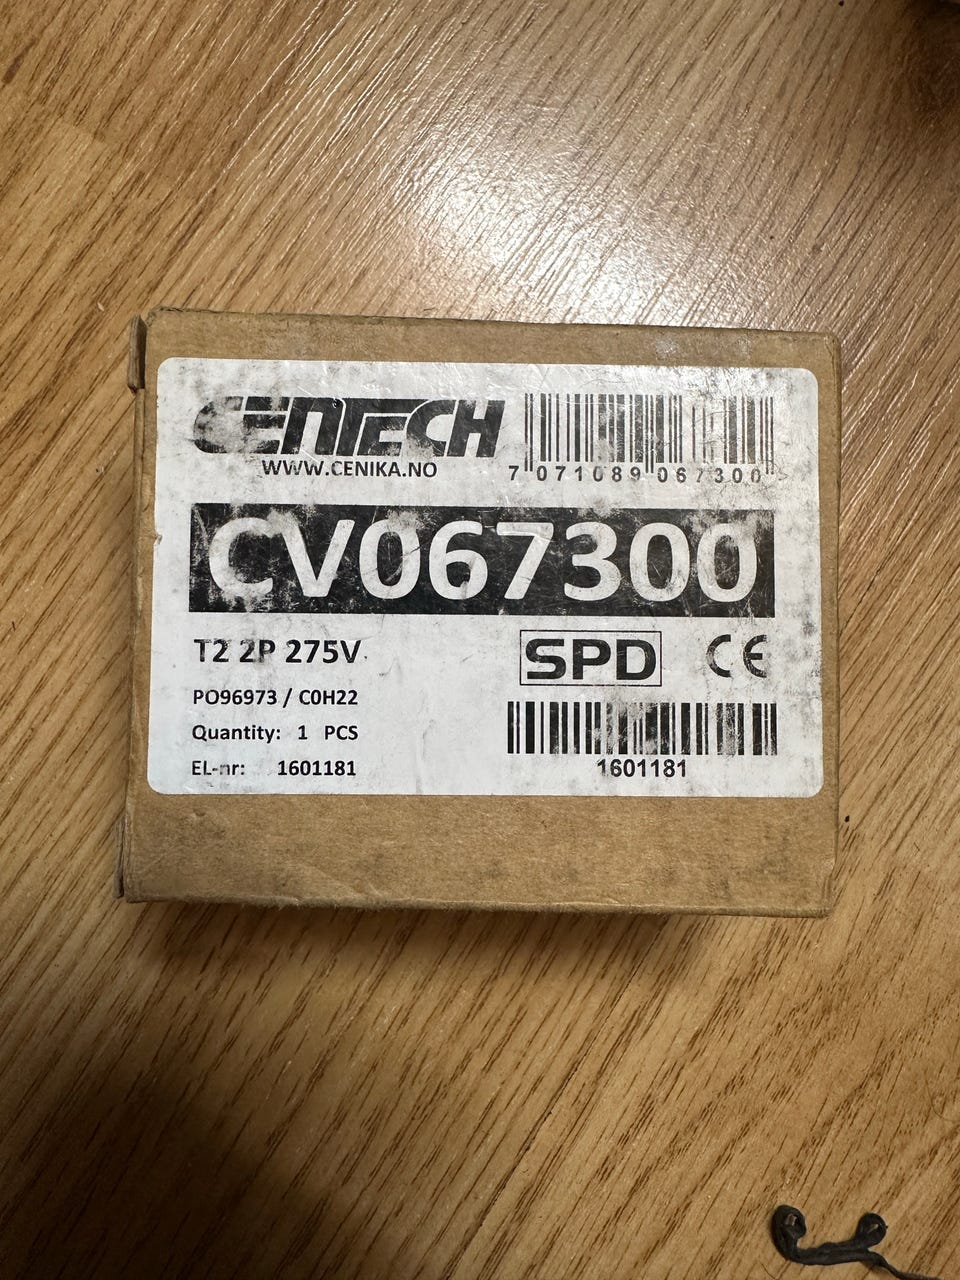 CENTECH
WWW.CENIKA.NO
7 071089 067300
CV067300
T2 2P 275V
SPD
CE
PO96973 / C0H22
Quantity: 1 PCS
EL-nr: 1601181
1601181